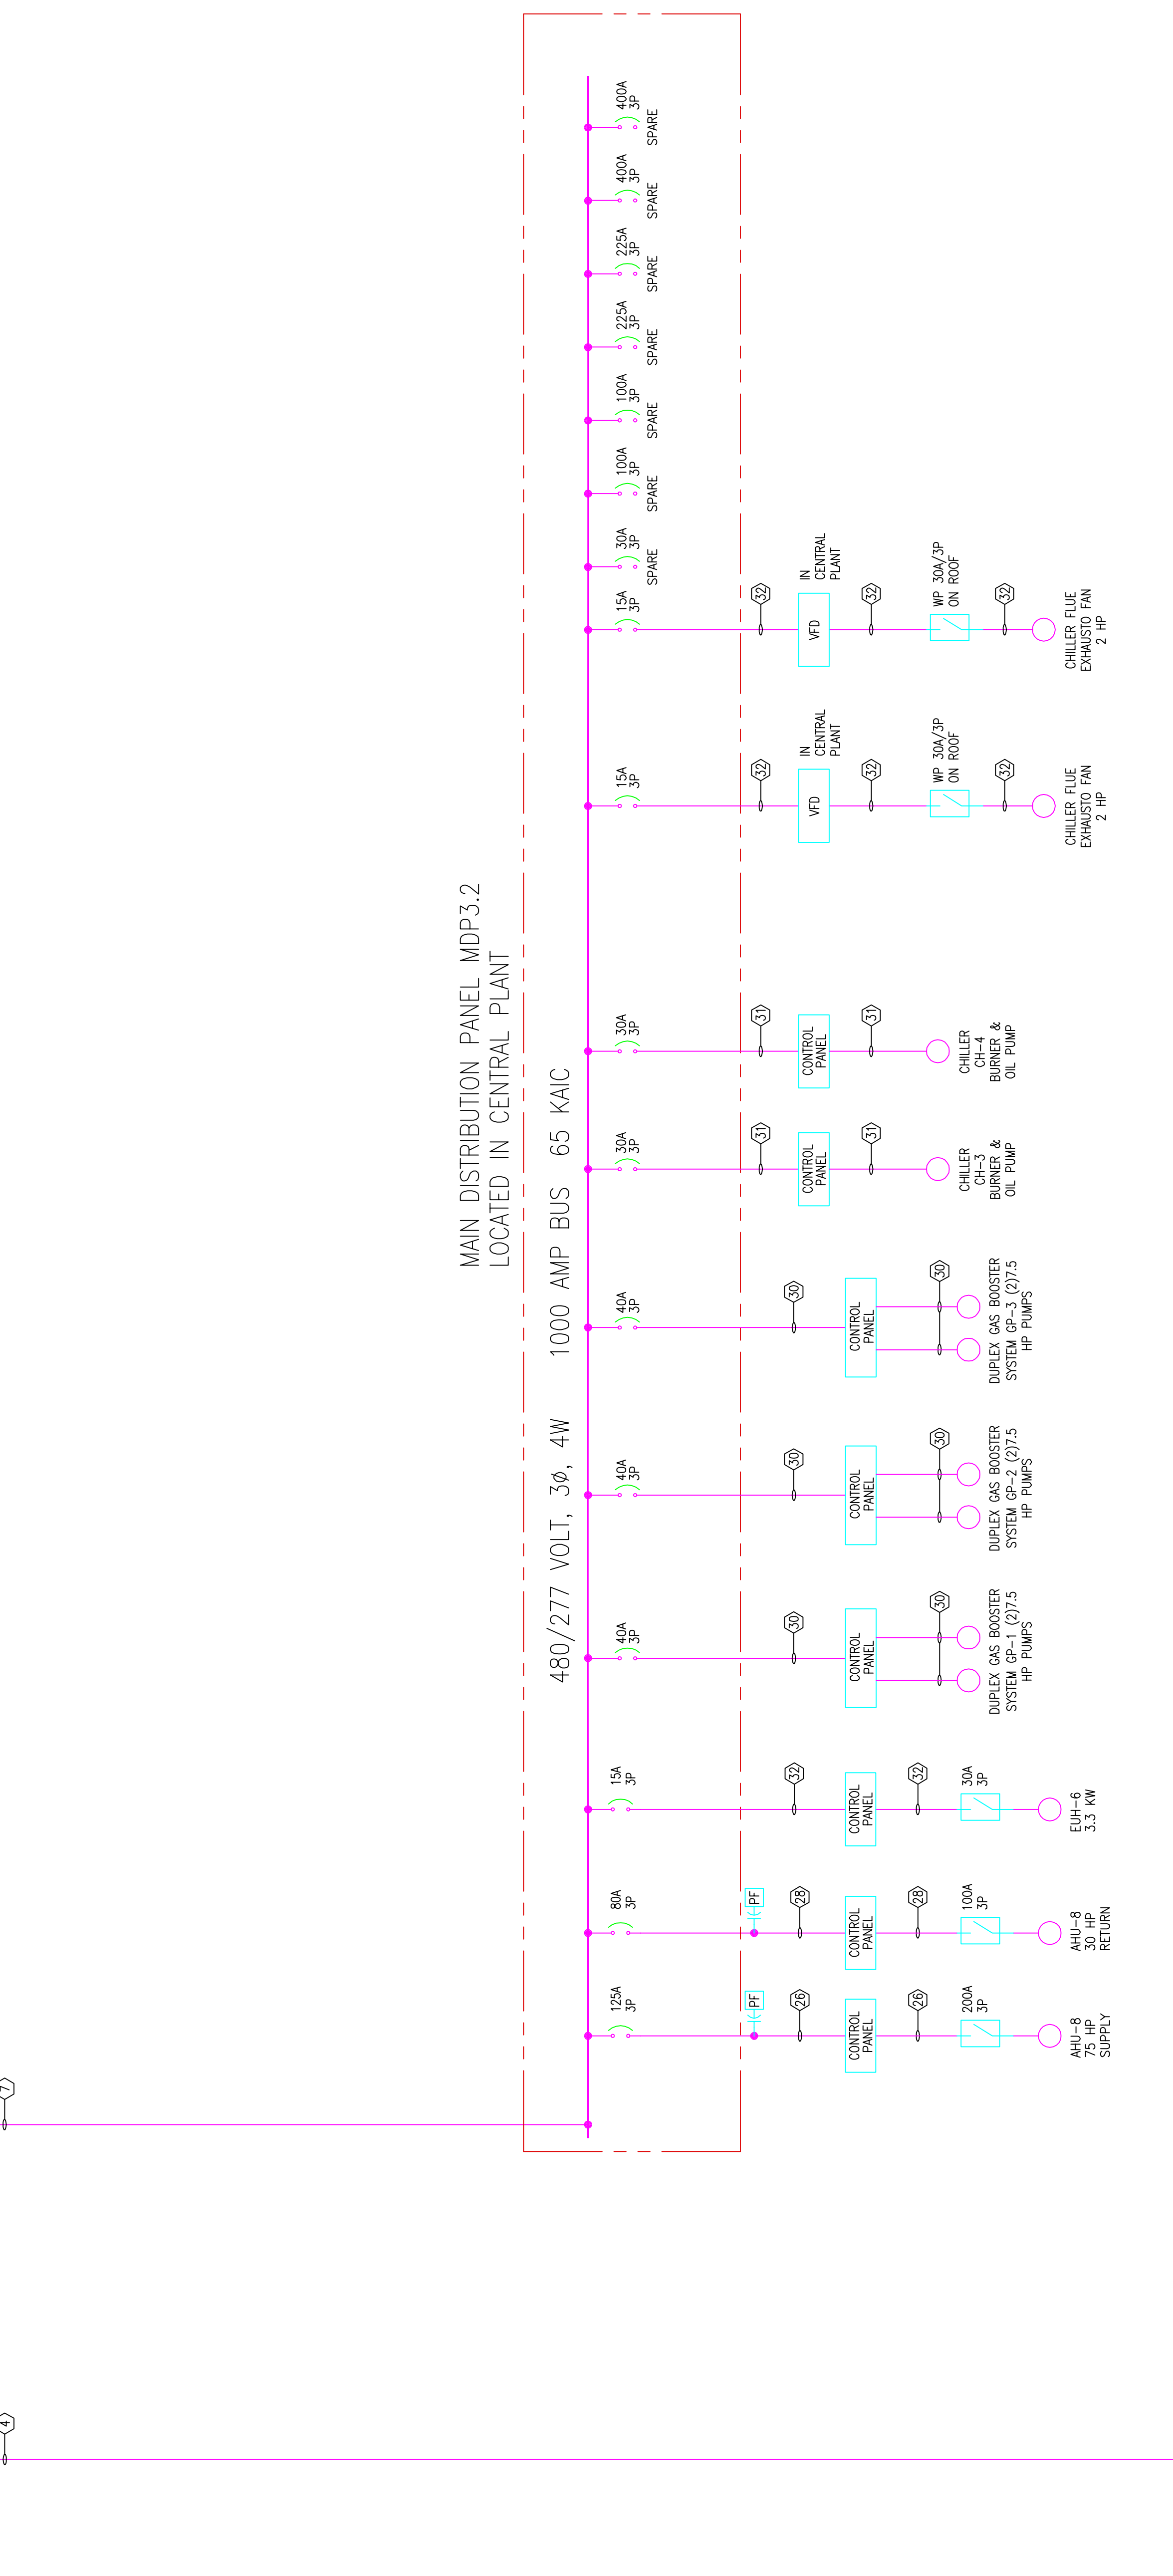 MAIN DISTRIBUTION PANEL MDP3.2
LOCATED IN CENTRAL PLANT
480/277 VOLT, 3Ø, 4W 1000 AMP BUS 65 KAIC
4
7
125A
3P
PF
26
CONTROL
PANEL
26
200A
3P
AHU-8
75 HP
SUPPLY
80A
3P
PF
28
CONTROL
PANEL
28
100A
3P
AHU-8
30 HP
RETURN
15A
3P
32
CONTROL
PANEL
32
30A
3P
EUH-6
3.3 KW
40A
3P
30
CONTROL
PANEL
30
DUPLEX GAS BOOSTER
SYSTEM GP-1 (2)7.5
HP PUMPS
40A
3P
30
CONTROL
PANEL
30
DUPLEX GAS BOOSTER
SYSTEM GP-2 (2)7.5
HP PUMPS
40A
3P
30
CONTROL
PANEL
30
DUPLEX GAS BOOSTER
SYSTEM GP-3 (2)7.5
HP PUMPS
30A
3P
31
CONTROL
PANEL
31
CHILLER
CH-3
BURNER &
OIL PUMP
30A
3P
31
CONTROL
PANEL
31
CHILLER
CH-4
BURNER &
OIL PUMP
15A
3P
32
VFD
IN
CENTRAL
PLANT
32
WP 30A/3P
ON ROOF
32
CHILLER FLUE
EXHAUSTO FAN
2 HP
15A
3P
32
VFD
IN
CENTRAL
PLANT
32
WP 30A/3P
ON ROOF
32
CHILLER FLUE
EXHAUSTO FAN
2 HP
30A
3P
SPARE
100A
3P
SPARE
100A
3P
SPARE
225A
3P
SPARE
225A
3P
SPARE
400A
3P
SPARE
400A
3P
SPARE